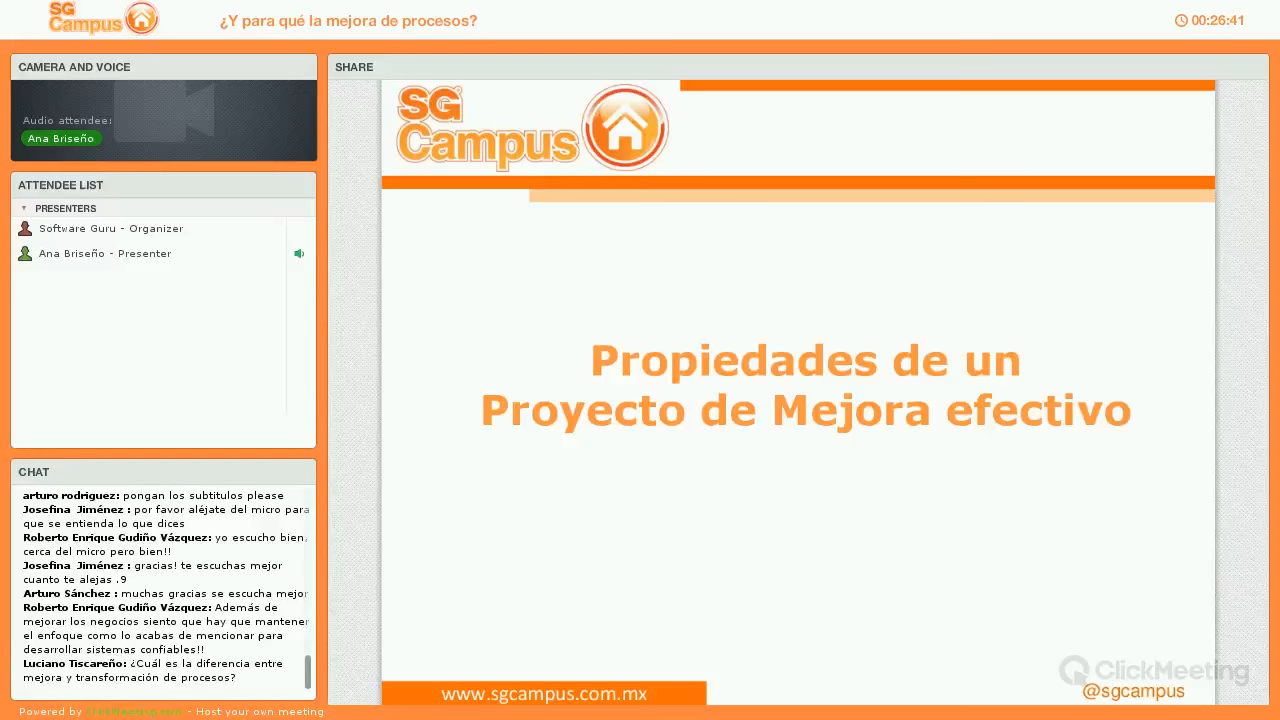 SG
Campus
¿Y para qué la mejora de procesos?
00:26:41
CAMERA AND VOICE
Audio attendee:
Ana Briseño
ATTENDEE LIST
PRESENTERS
Software Guru - Organizer
Ana Briseño - Presenter
CHAT
arturo rodriguez: pongan los subtitulos please
Josefina Jiménez : por favor aléjate del micro para
que se entienda lo que dices
Roberto Enrique Gudiño Vázquez: yo escucho bien,
cerca del micro pero bien!!
Josefina Jiménez : gracias! te escuchas mejor
cuanto te alejas .9
Arturo Sánchez : muchas gracias se escucha mejor
Roberto Enrique Gudiño Vázquez: Además de
mejorar los negocios siento que hay que mantener
el enfoque como lo acabas de mencionar para
desarrollar sistemas confiables!!
Luciano Tiscareño: ¿Cuál es la diferencia entre
mejora y transformación de procesos?
Powered by ClickMeeting.com - Host your own meeting
SHARE
SG
Campus
Propiedades de un
Proyecto de Mejora efectivo
www.sgcampus.com.mx
ClickMeeting
@sgcampus